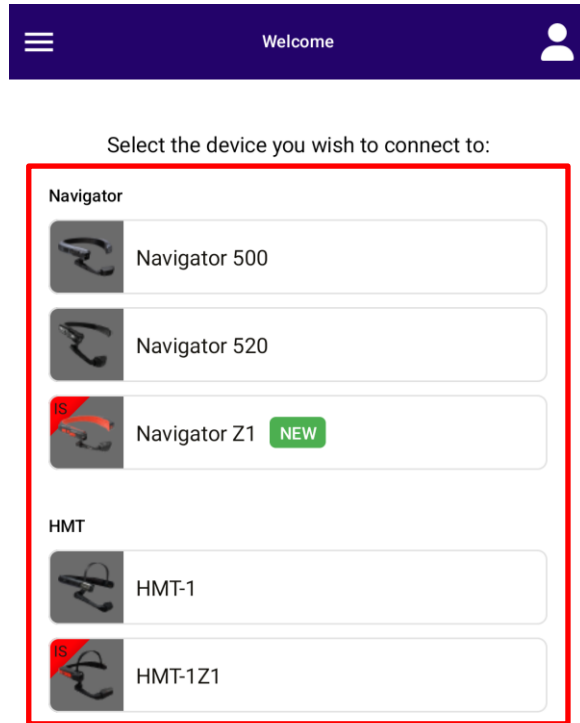 Welcome
Select the device you wish to connect to:
Navigator
Navigator 500
Navigator 520
IS
Navigator Z1 NEW
HMT
HMT-1
IS
HMT-1Z1